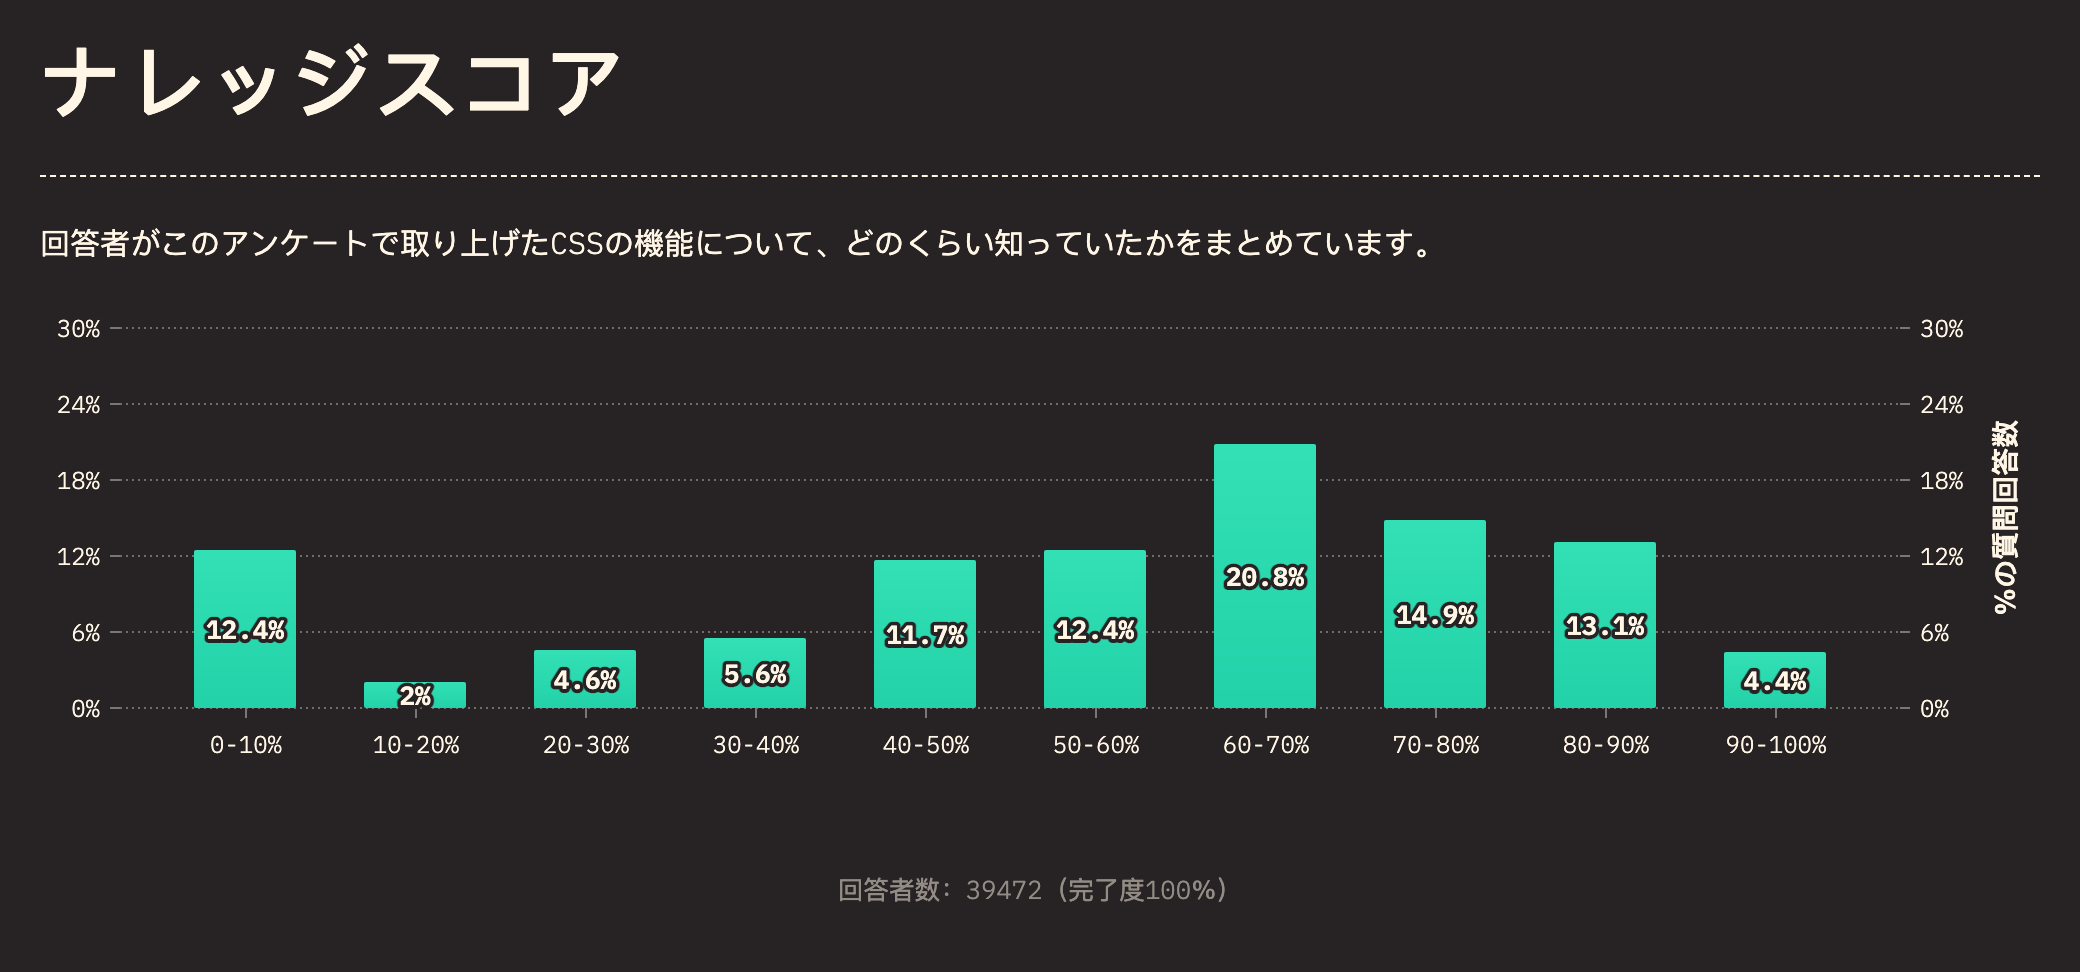 ナレッジスコア
回答者がこのアンケートで取り上げたCSSの機能について、どのくらい知っていたかをまとめています。
30% 30%
24% 24%
18% 18%
12% 12%
6% 6%
0% 0%
%の質問回答数
12.4% 2% 4.6% 5.6% 11.7% 12.4% 20.8% 14.9% 13.1% 4.4%
0-10% 10-20% 20-30% 30-40% 40-50% 50-60% 60-70% 70-80% 80-90% 90-100%
回答者数: 39472 (完了度100%)